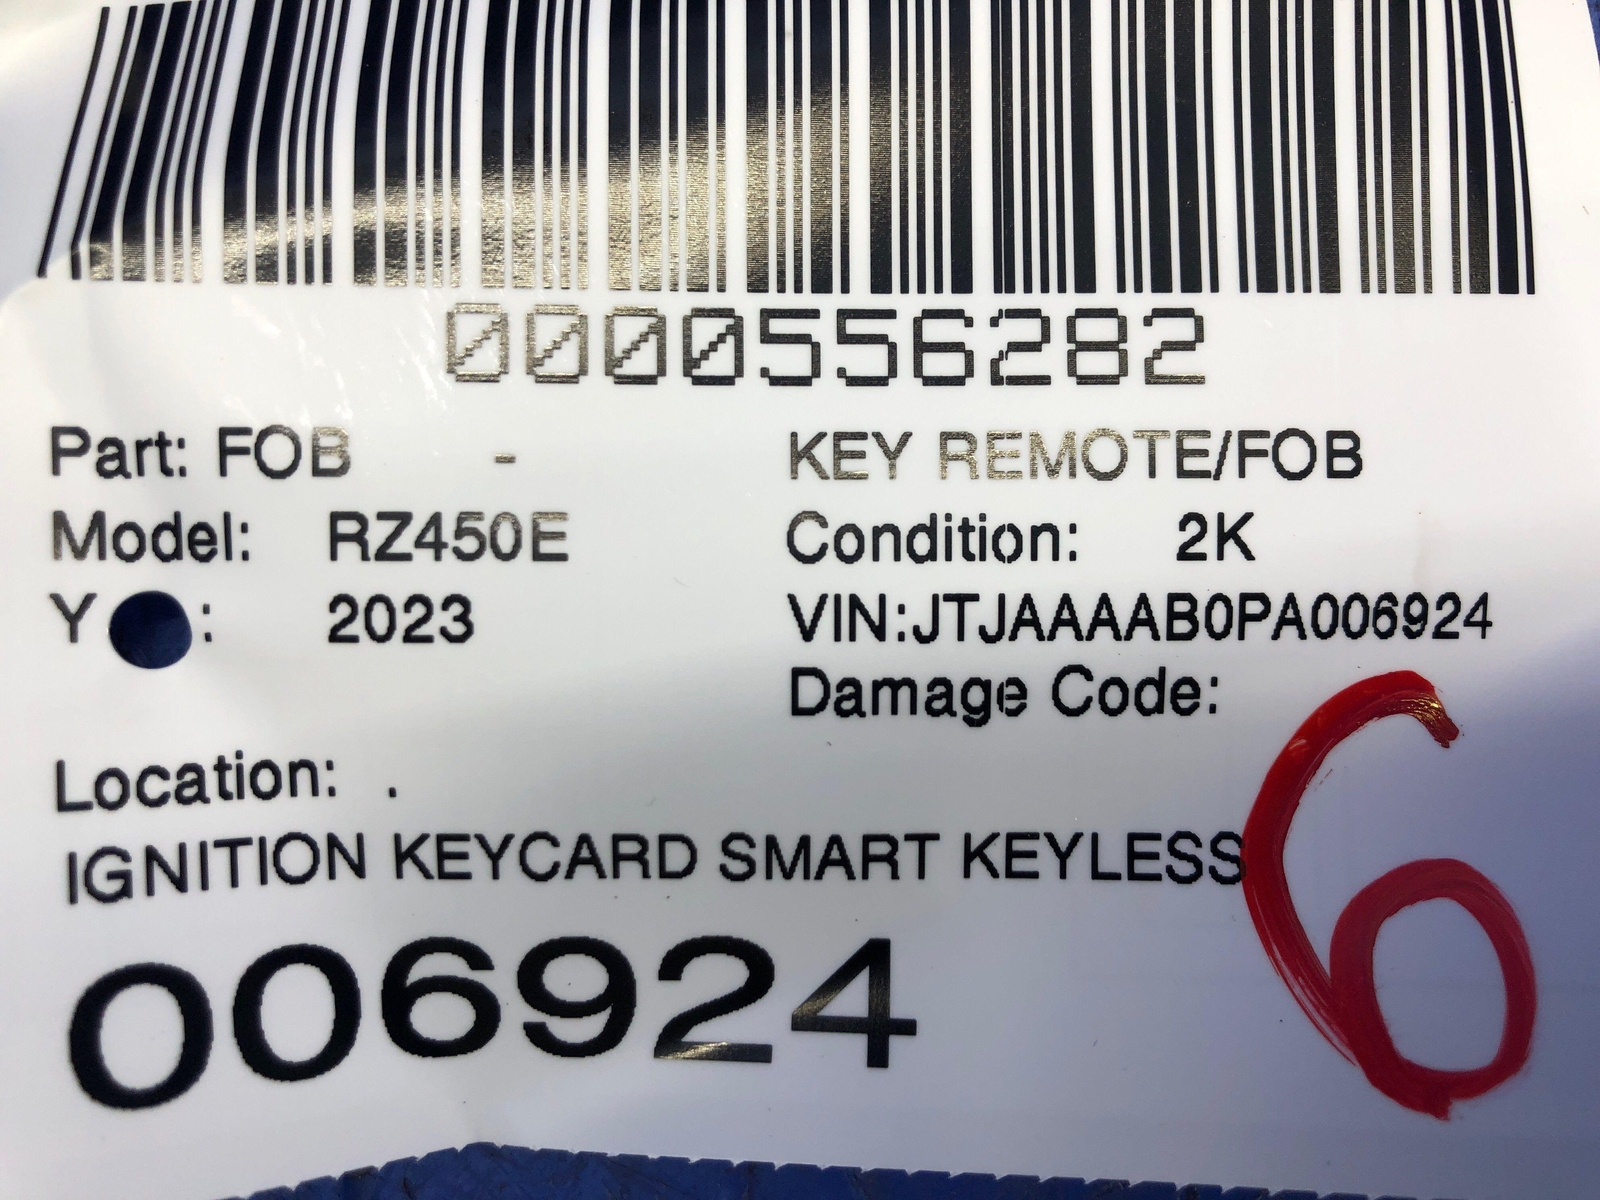 0000556282
Part: FOB - KEY REMOTE/FOB
Model: RZ450E Condition: 2K
Y : 2023 VIN:JTJAAAAB0PA006924
Damage Code:
Location: .
IGNITION KEYCARD SMART KEYLESS
006924
6